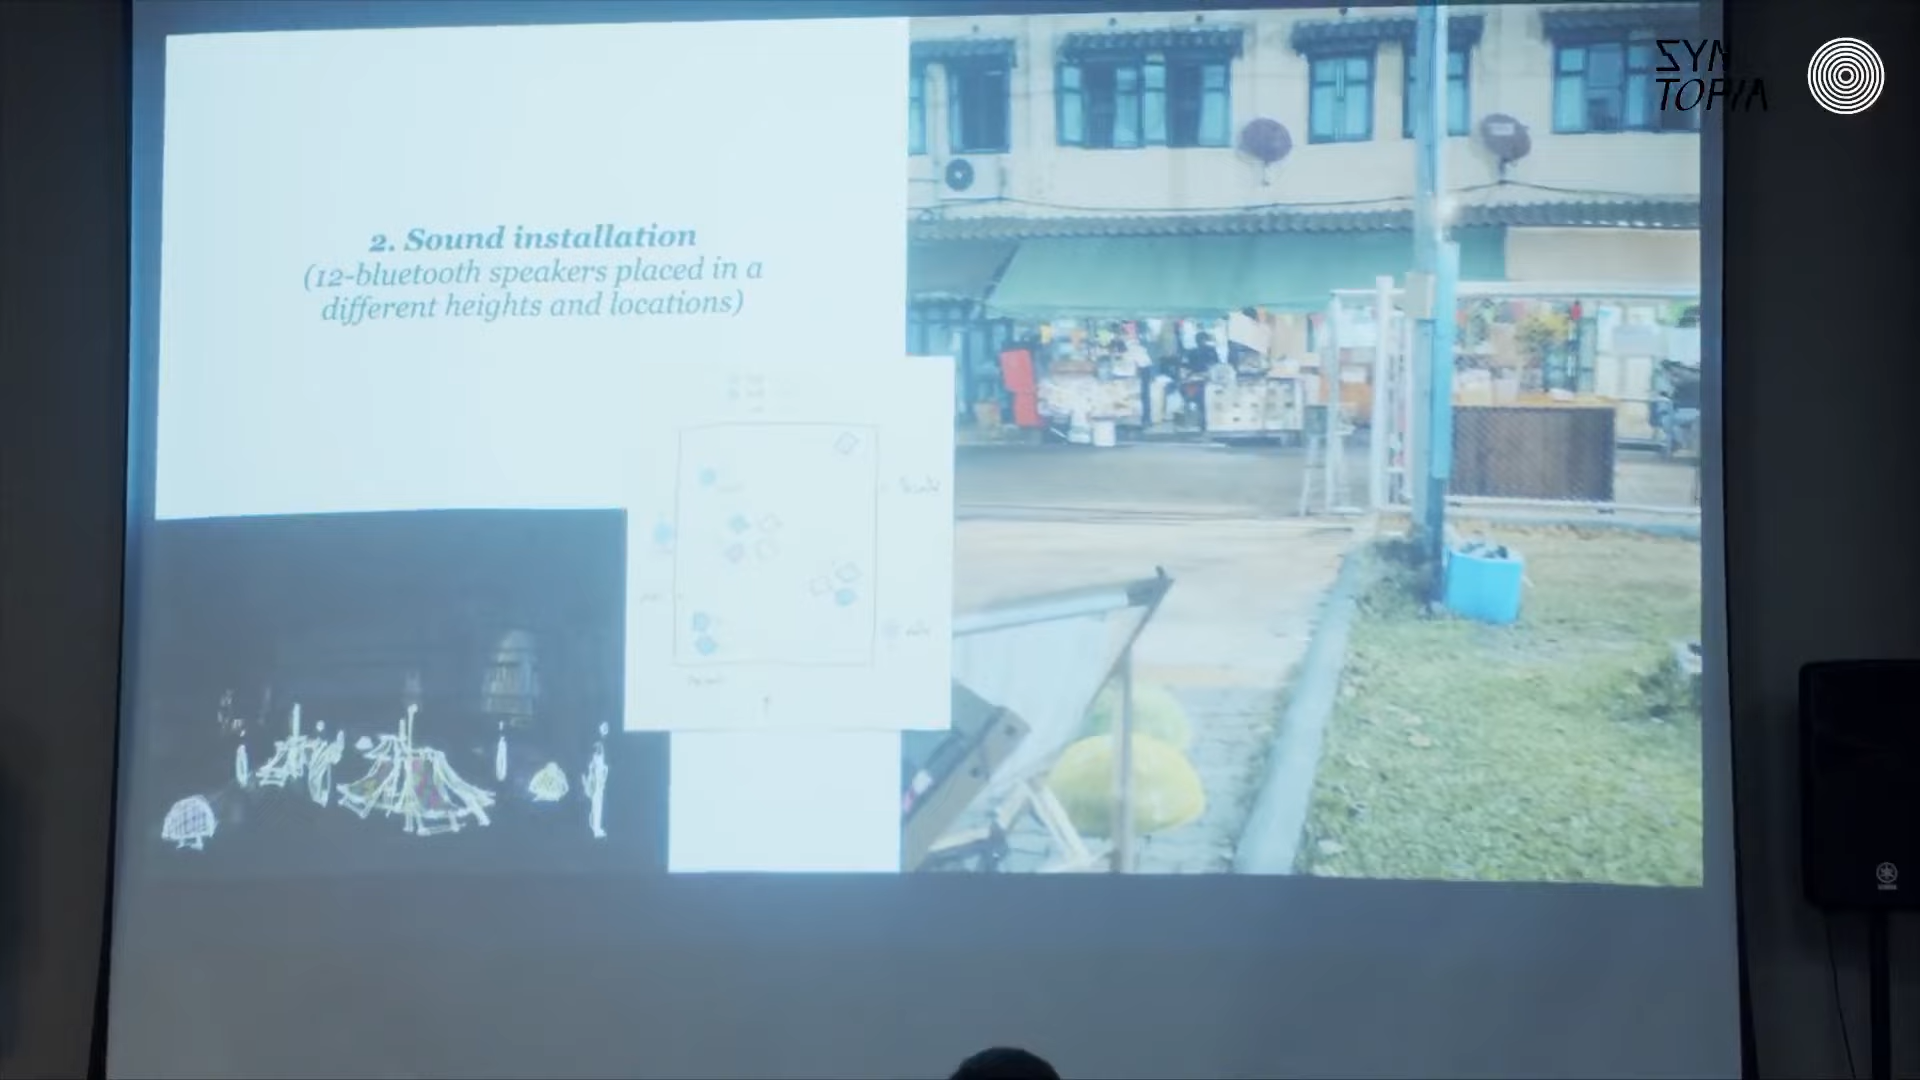 2. Sound installation
(12-bluetooth speakers placed in a
different heights and locations)
SYN
TOPIA